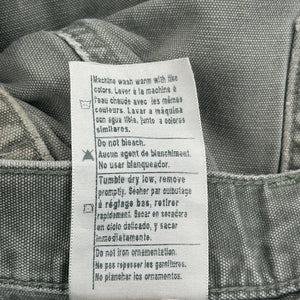 Machine wash warm with like
colors. Laver à la machine à
l'eau chaude avec les mêmes
couleurs. Lavar a máquina
con agua tibia, junto a colores
similares.
Do not bleach.
Aucun agent de blanchiment.
No usar blanqueador.
Tumble dry low, remove
promptly. Sécher par culbutage
à réglage bas, retirer
rapidement. Secar en secadora
en ciclo delicado, y sacar
inmediatamente.
Do not iron ornamentation.
Ne pas repasser les garnitures.
No planchar los ornamentos.